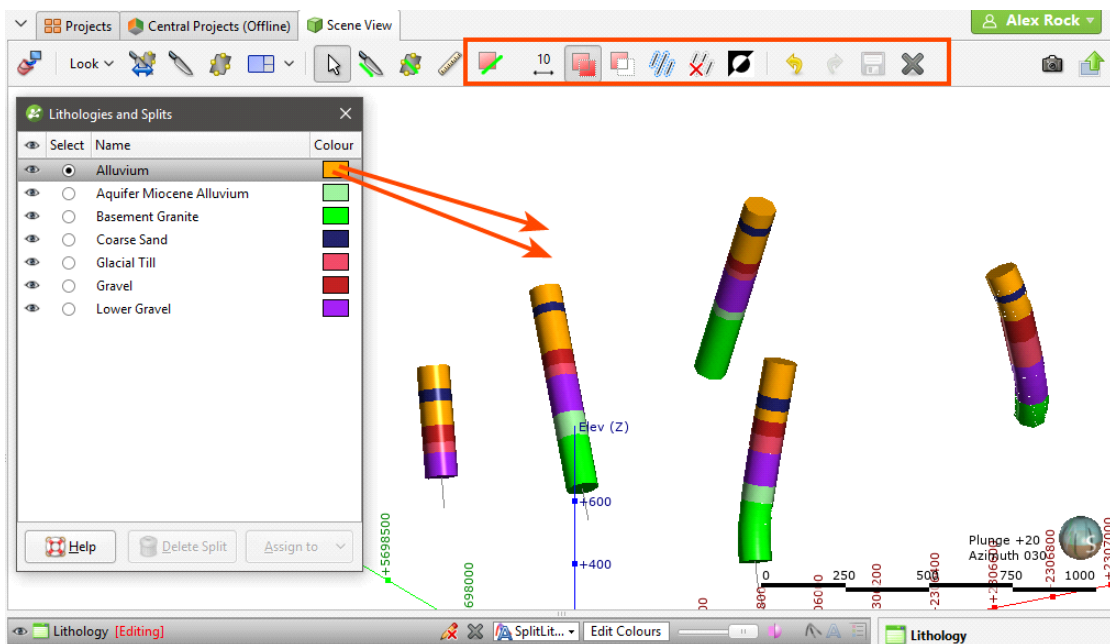 Projects Central Projects (Offline) Scene View Alex Rock
Look 10
Lithologies and Splits
Select Name Colour
Alluvium
Aquifer Miocene Alluvium
Basement Granite
Coarse Sand
Glacial Till
Gravel
Lower Gravel
Help Delete Split Assign to
Elev (Z)
+600
+400
+5698500
698000
Plunge +20
Azimuth 030
0 250 500 750 1000
+2306800
+2307000
Lithology [Editing] SplitLit... Edit Colours Lithology